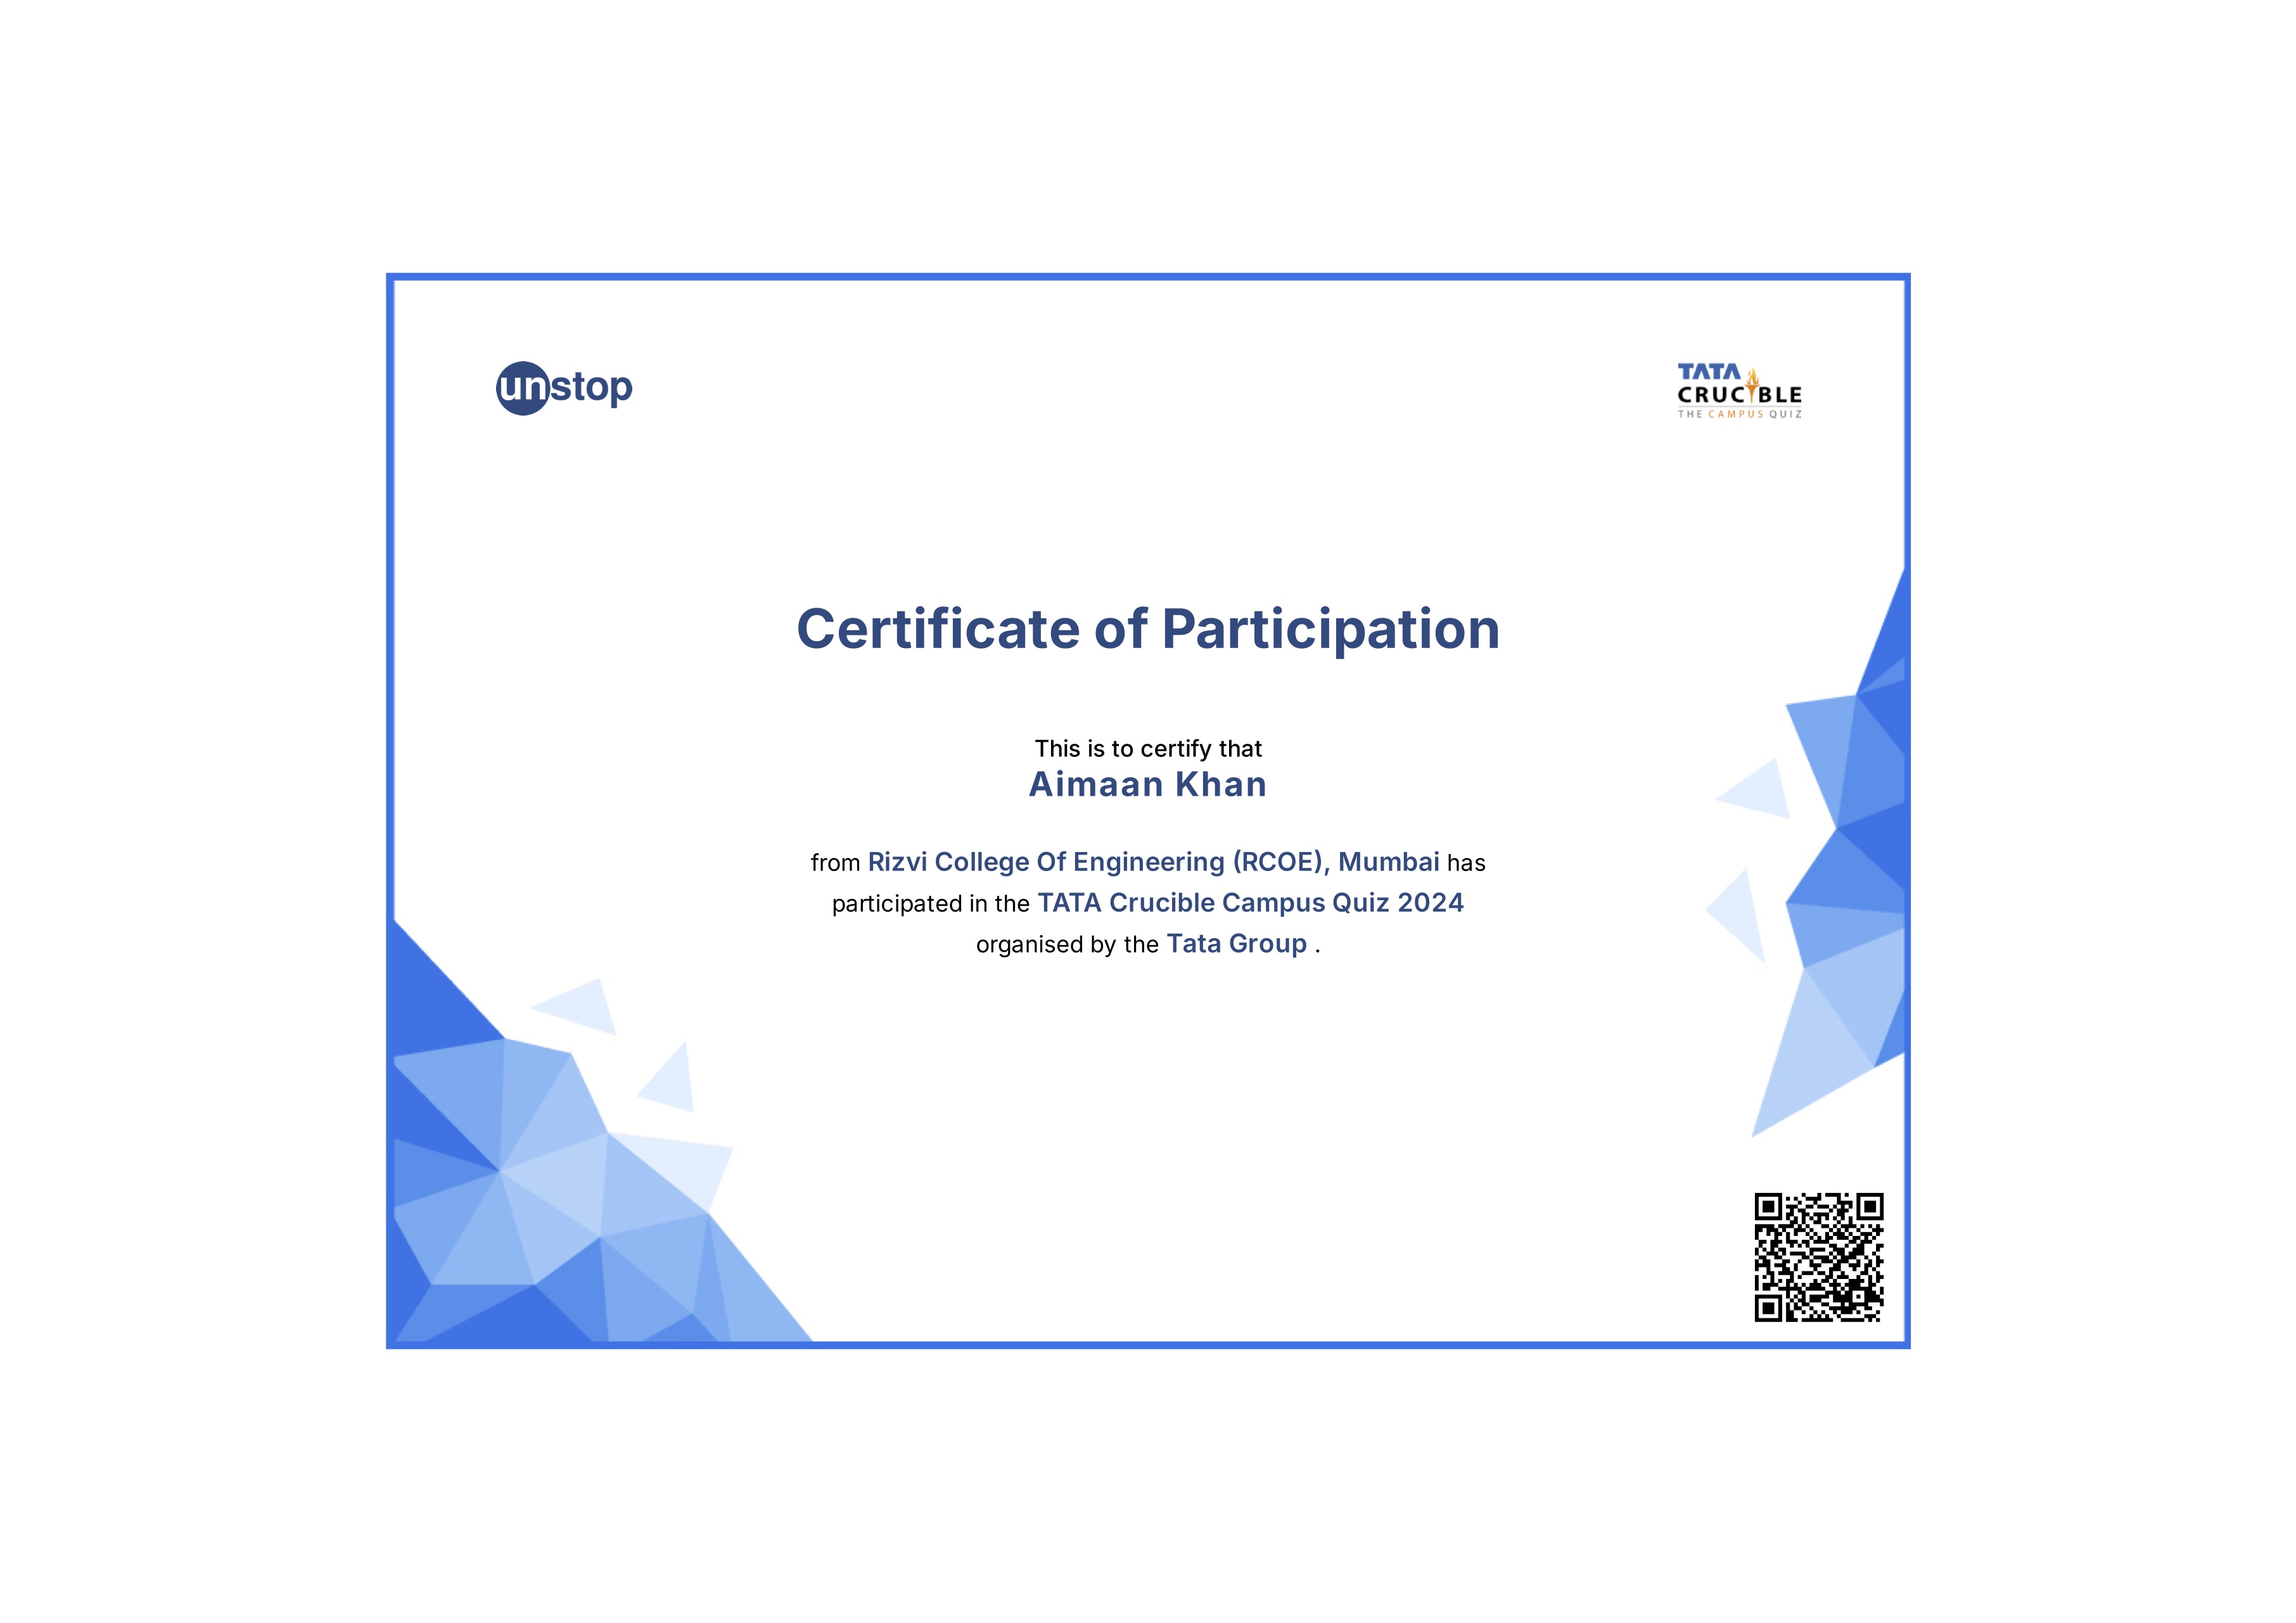 unstop
TATA
CRUCIBLE
THE CAMPUS QUIZ
Certificate of Participation
This is to certify that
Aimaan Khan
from Rizvi College Of Engineering (RCOE), Mumbai has
participated in the TATA Crucible Campus Quiz 2024
organised by the Tata Group .